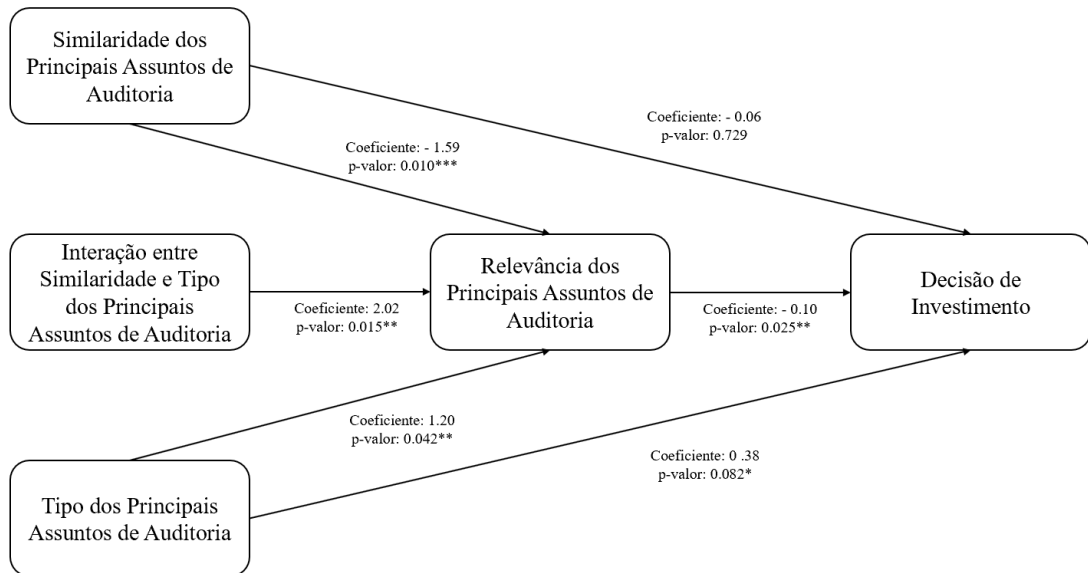 Similaridade dos
Principais Assuntos de
Auditoria
Coeficiente: - 0.06
p-valor: 0.729
Coeficiente: - 1.59
p-valor: 0.010***
Interação entre
Similaridade e Tipo
dos Principais
Assuntos de Auditoria
Coeficiente: 2.02
p-valor: 0.015**
Relevância dos
Principais Assuntos de
Auditoria
Coeficiente: - 0.10
p-valor: 0.025**
Decisão de
Investimento
Coeficiente: 1.20
p-valor: 0.042**
Coeficiente: 0 .38
p-valor: 0.082*
Tipo dos Principais
Assuntos de Auditoria